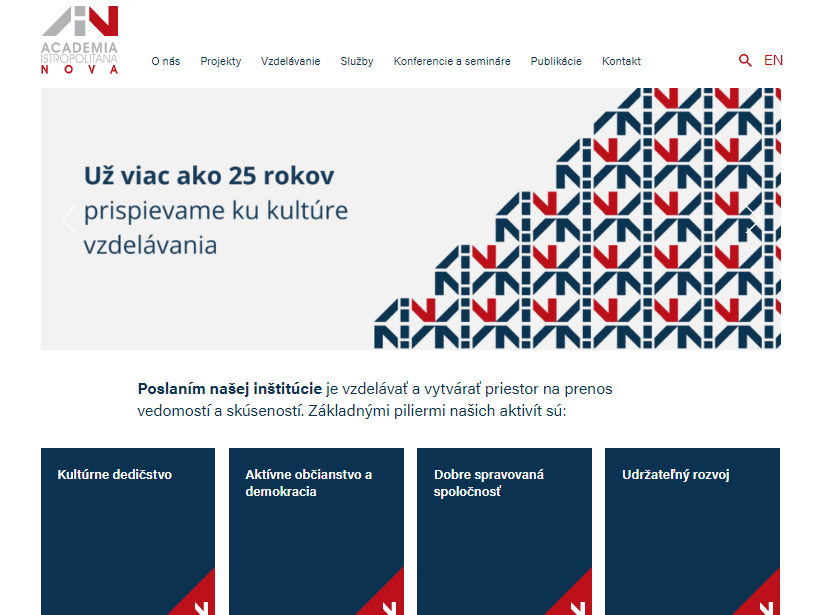 ACADEMIA
ISTROPOLITANA
NOVA
O nás Projekty Vzdelávanie Služby Konferencie a semináre Publikácie Kontakt EN
Už viac ako 25 rokov
prispievame ku kultúre
vzdelávania
Poslaním našej inštitúcie je vzdelávať a vytvárať priestor na prenos
vedomostí a skúseností. Základnými piliermi našich aktivít sú:
Kultúrne dedičstvo
Aktívne občianstvo a
demokracia
Dobre spravovaná
spoločnosť
Udržateľný rozvoj